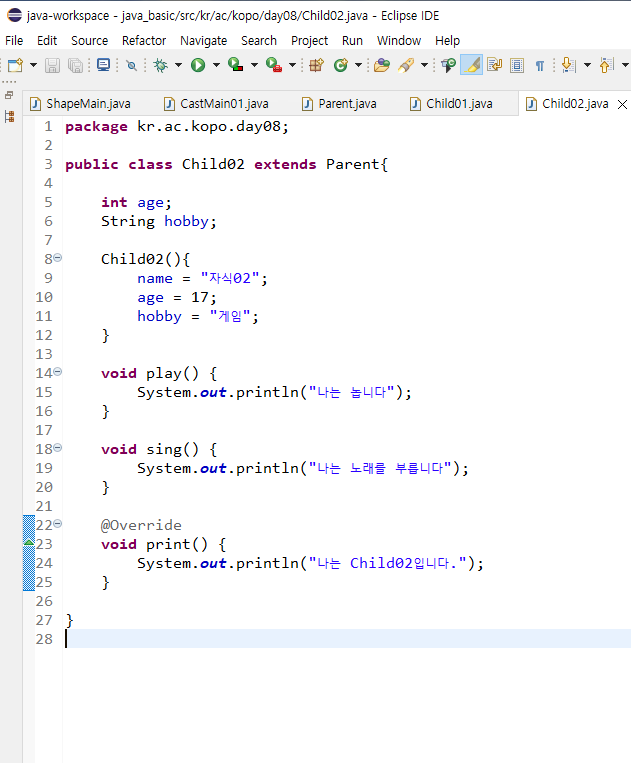 java-workspace - java_basic/src/kr/ac/kopo/day08/Child02.java - Eclipse IDE
File Edit Source Refactor Navigate Search Project Run Window Help
ShapeMain.java CastMain01.java Parent.java Child01.java Child02.java
1 package kr.ac.kopo.day08;
2
3 public class Child02 extends Parent{
4
5 int age;
6 String hobby;
7
8 Child02(){
9 name = "자식02";
10 age = 17;
11 hobby = "게임";
12 }
13
14 void play() {
15 System.out.println("나는 놉니다");
16 }
17
18 void sing() {
19 System.out.println("나는 노래를 부릅니다");
20 }
21
22 @Override
23 void print() {
24 System.out.println("나는 Child02입니다.");
25 }
26
27 }
28